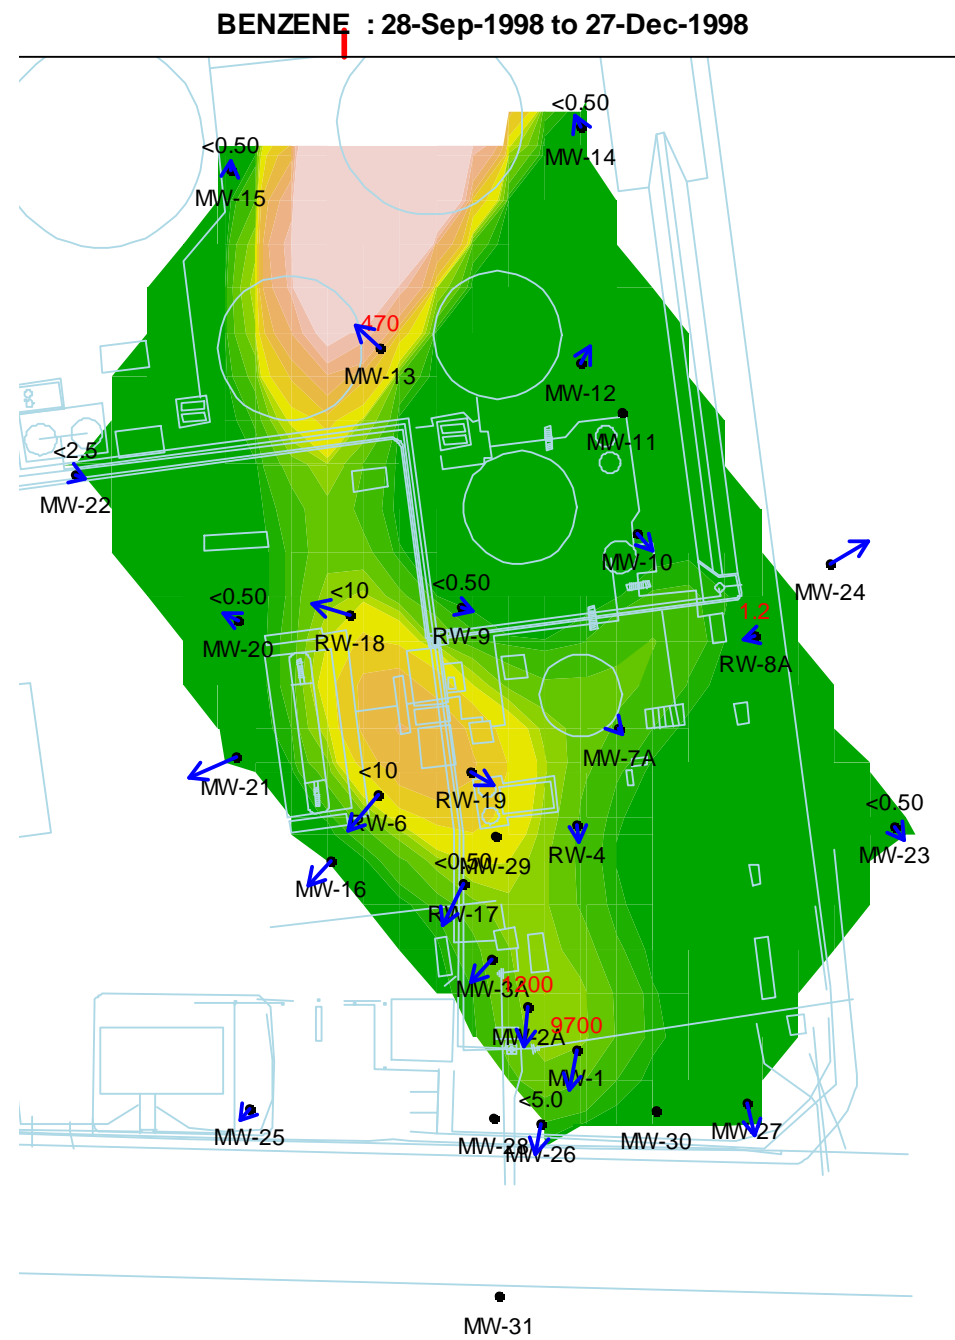 BENZENE : 28-Sep-1998 to 27-Dec-1998
<0.50
MW-14
<0.50
MW-15
470
MW-13
MW-12
MW-11
<2.5
MW-22
MW-10
MW-24
<0.50
MW-20
<10
RW-18
<0.50
RW-9
1.2
RW-8A
MW-7A
MW-21
<10
RW-6
RW-19
<0.50
MW-23
RW-4
MW-29
MW-16
<0.50
RW-17
MW-3A
1200
MW-2A
9700
MW-1
<5.0
MW-26
MW-25
MW-28
MW-30
MW-27
MW-31